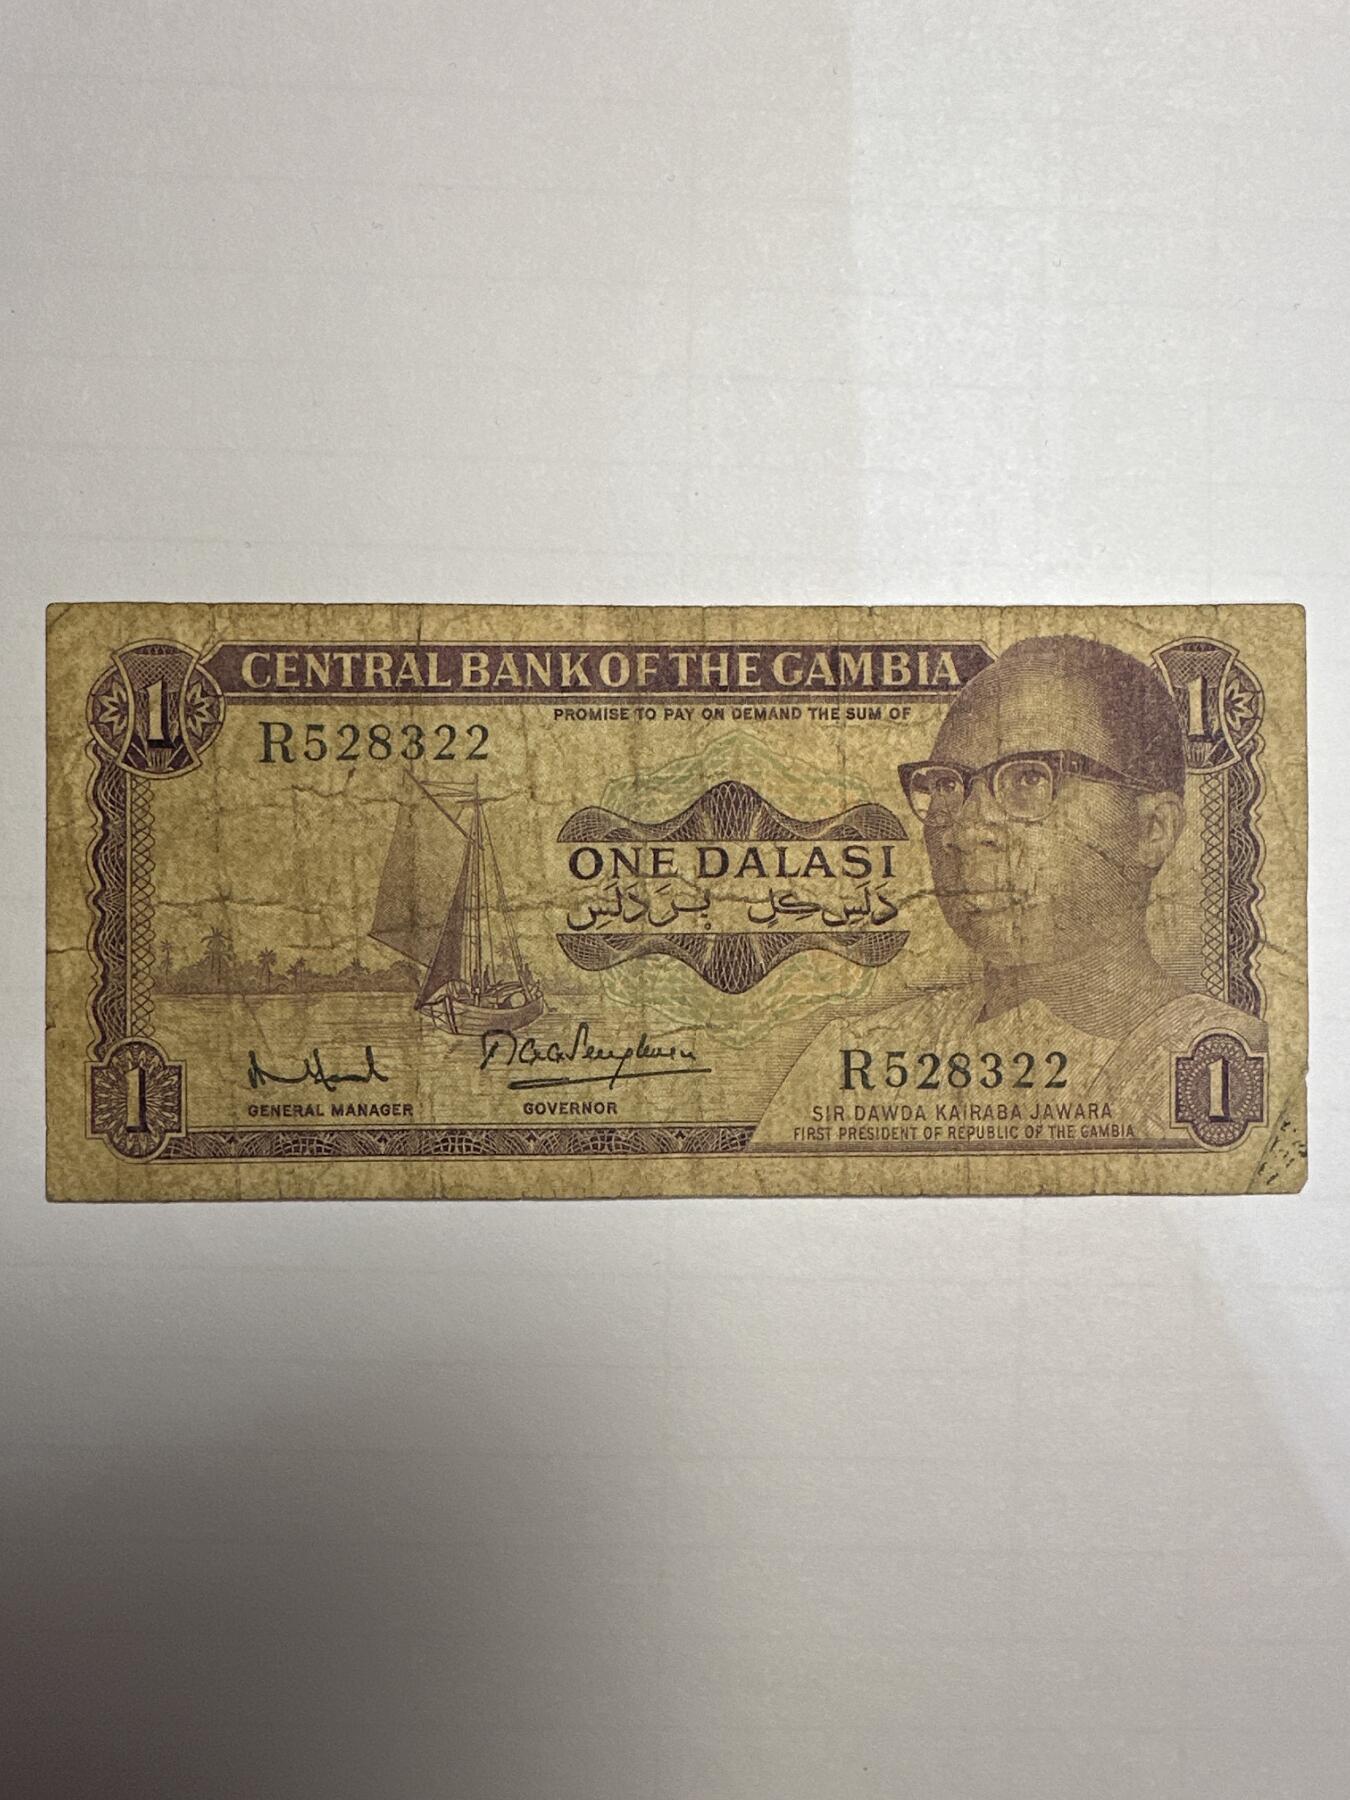 1
CENTRAL BANK OF THE GAMBIA
1
PROMISE TO PAY ON DEMAND THE SUM OF
R528322
ONE DALASI
دَلَسِ كِلِ بٜرَ دَلَسِ
R528322
GENERAL MANAGER
GOVERNOR
SIR DAWDA KAIRABA JAWARA
FIRST PRESIDENT OF REPUBLIC OF THE GAMBIA
1
1